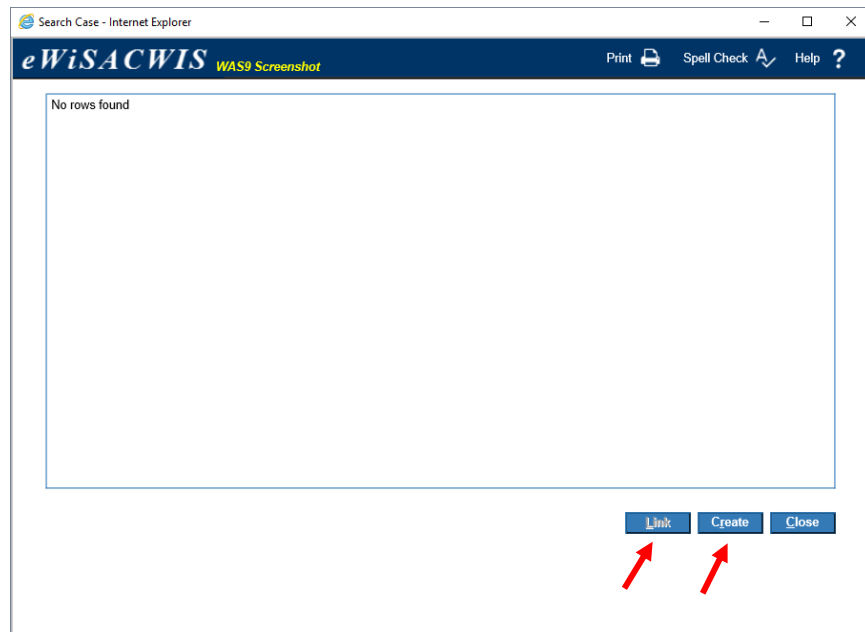 Search Case - Internet Explorer
eWiSACWIS WAS9 Screenshot Print Spell Check Help ?
No rows found
Link Create Close